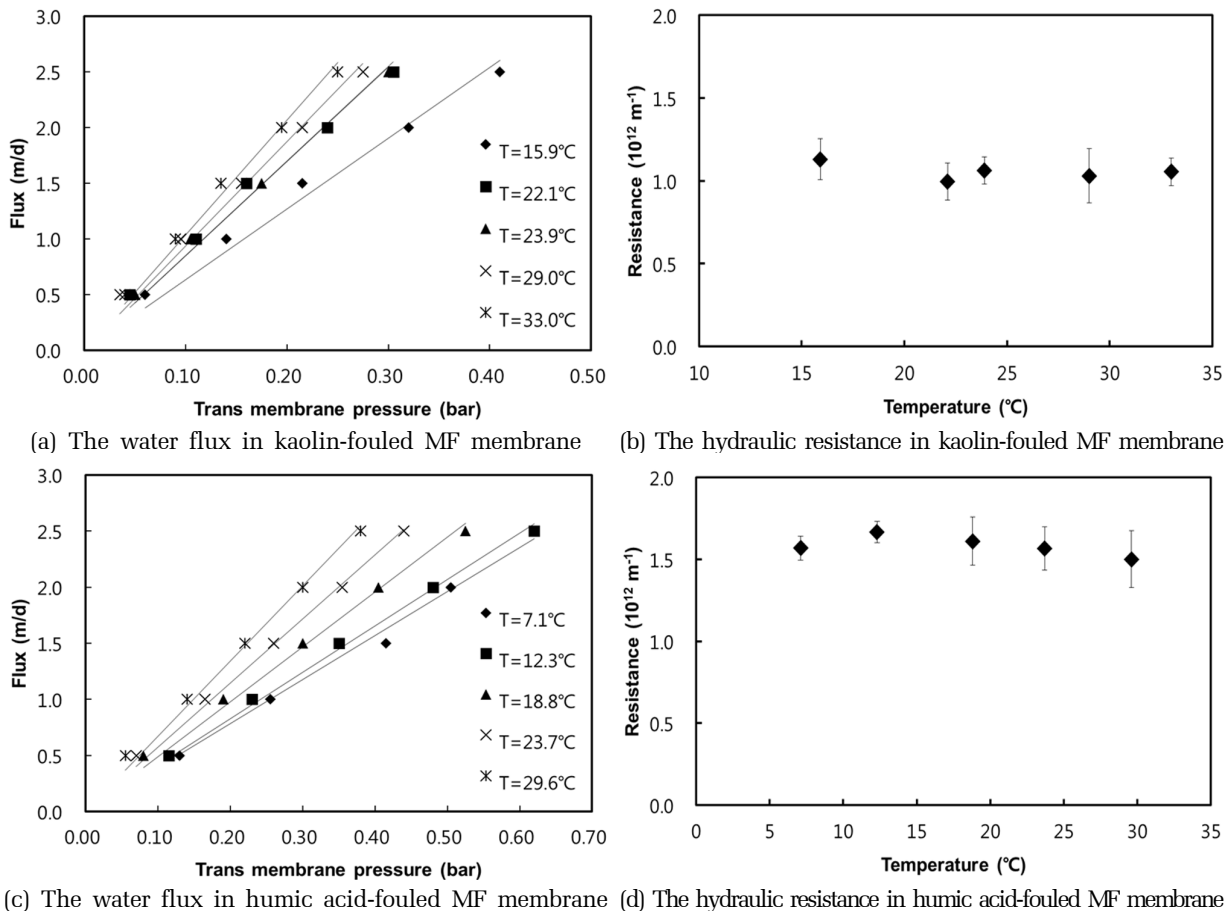 3.0
2.5
2.0
1.5
1.0
0.5
0.0
Flux (m/d)
T=15.9℃
T=22.1℃
T=23.9℃
T=29.0℃
T=33.0℃
0.00 0.10 0.20 0.30 0.40 0.50
Trans membrane pressure (bar)
(a) The water flux in kaolin-fouled MF membrane
2.0
1.5
1.0
0.5
0.0
Resistance (10¹² m⁻¹)
10 15 20 25 30 35
Temperature (℃)
(b) The hydraulic resistance in kaolin-fouled MF membrane
3.0
2.5
2.0
1.5
1.0
0.5
0.0
Flux (m/d)
T=7.1℃
T=12.3℃
T=18.8℃
T=23.7℃
T=29.6℃
0.00 0.10 0.20 0.30 0.40 0.50 0.60 0.70
Trans membrane pressure (bar)
(c) The water flux in humic acid-fouled MF membrane
2.0
1.5
1.0
0.5
0.0
Resistance (10¹² m⁻¹)
0 5 10 15 20 25 30 35
Temperature (℃)
(d) The hydraulic resistance in humic acid-fouled MF membrane